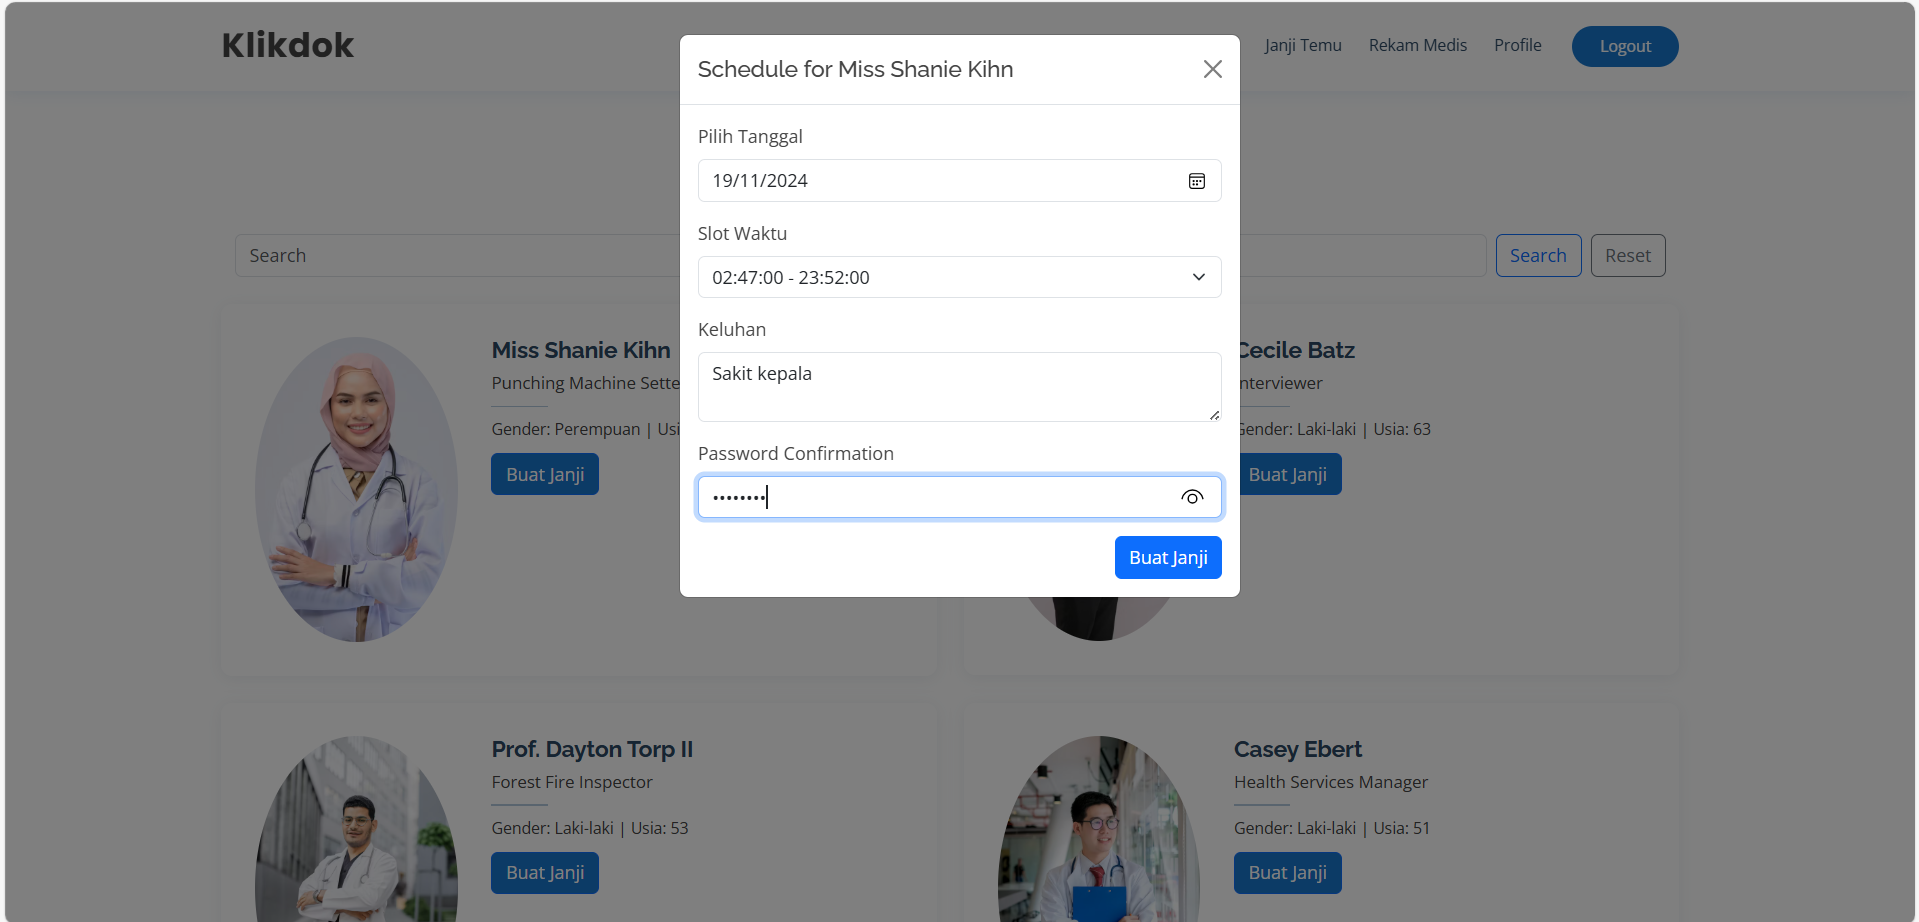 Klikdok
Janji Temu
Rekam Medis
Profile
Logout
Schedule for Miss Shanie Kihn
Pilih Tanggal
19/11/2024
Slot Waktu
02:47:00 - 23:52:00
Keluhan
Sakit kepala
Password Confirmation
••••••••
Buat Janji
Search
Search
Reset
Miss Shanie Kihn
Punching Machine Sette
Gender: Perempuan | Usi
Buat Janji
Cecile Batz
nterviewer
Gender: Laki-laki | Usia: 63
Buat Janji
Prof. Dayton Torp II
Forest Fire Inspector
Gender: Laki-laki | Usia: 53
Buat Janji
Casey Ebert
Health Services Manager
Gender: Laki-laki | Usia: 51
Buat Janji